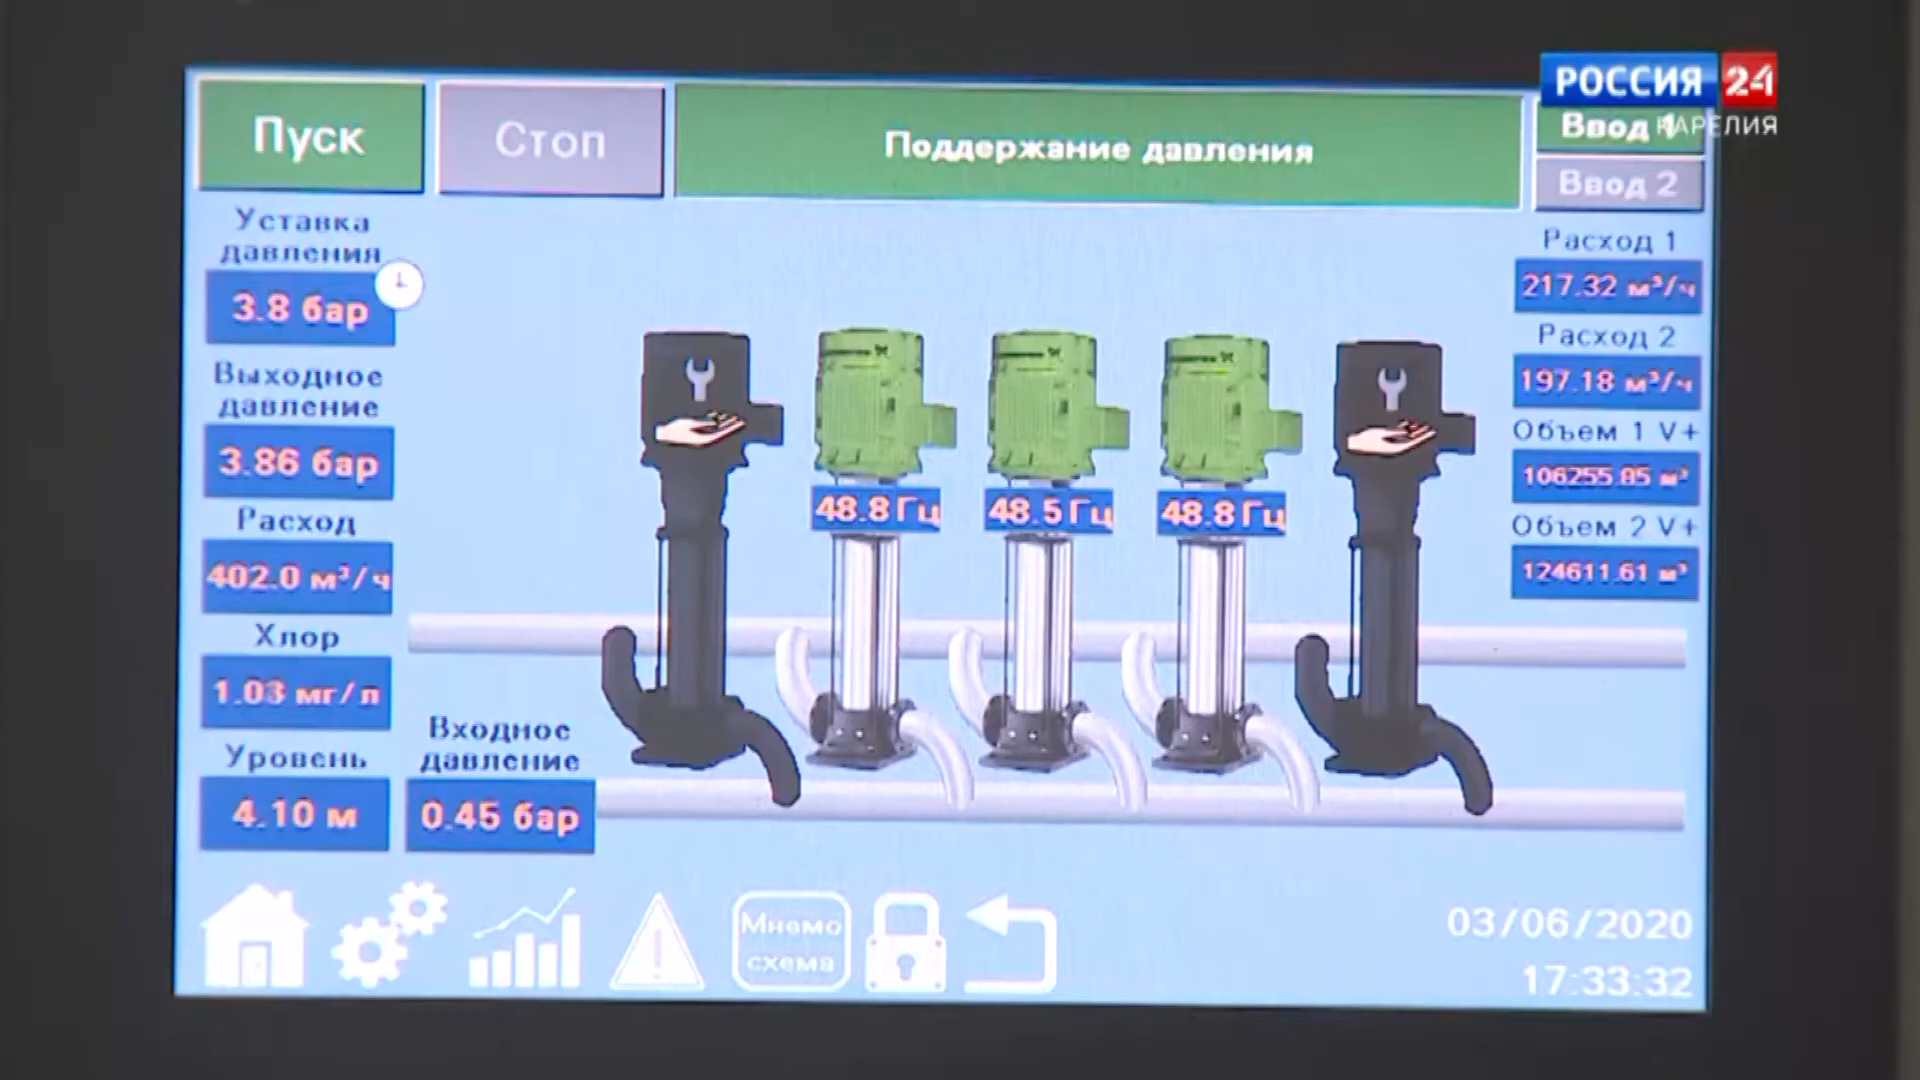 РОССИЯ 24
КАРЕЛИЯ
Пуск
Стоп
Поддержание давления
Ввод 1
Ввод 2
Уставка
давления
3.8 бар
Выходное
давление
3.86 бар
Расход
402.0 м³/ч
Хлор
1.03 мг/л
Уровень
4.10 м
Входное
давление
0.45 бар
48.8 Гц
48.5 Гц
48.8 Гц
Расход 1
217.32 м³/ч
Расход 2
197.18 м³/ч
Объем 1 V+
106255.85 м³
Объем 2 V+
124611.61 м³
Мнемо
схема
03/06/2020
17:33:32